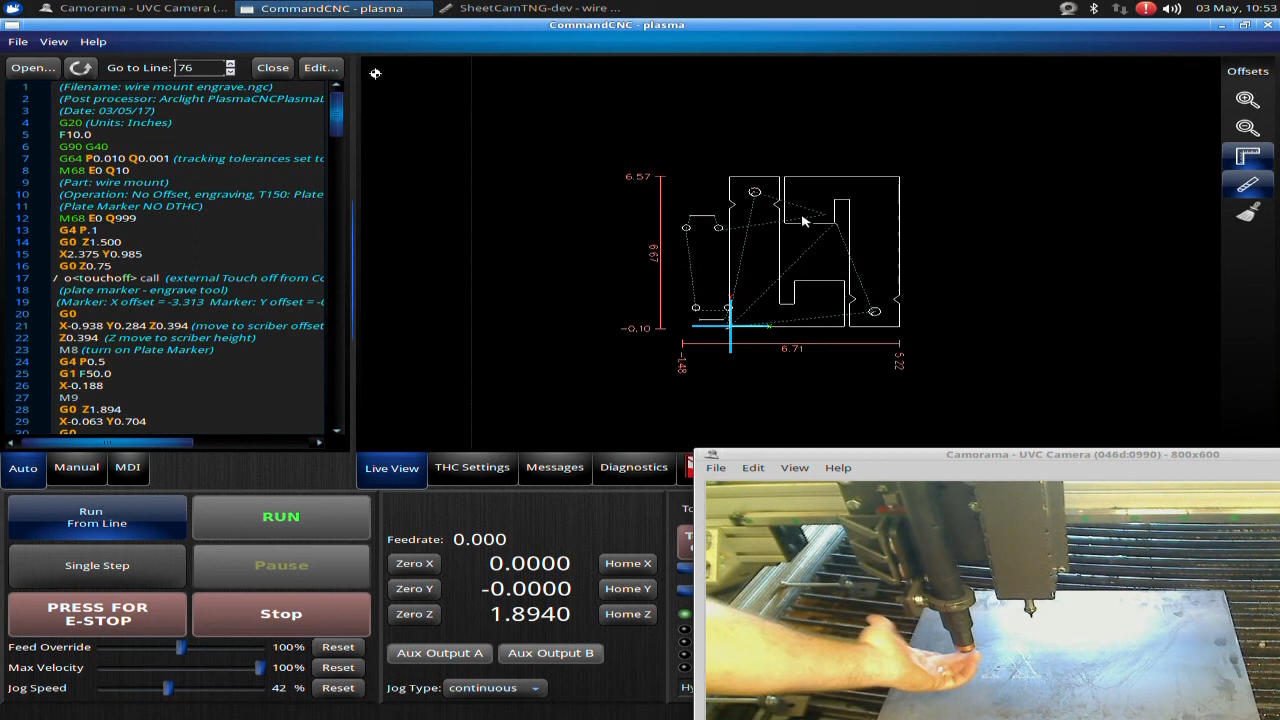 Camorama - UVC Camera (...
CommandCNC - plasma
SheetCamTNG-dev - wire ...
03 May, 10:53
CommandCNC - plasma
File View Help
Open... Go to Line: 76 Close Edit...
1 (Filename: wire mount engrave.ngc)
2 (Post processor: Arclight PlasmaCNCPlasmaL
3 (Date: 03/05/17)
4 G20 (Units: Inches)
5 F10.0
6 G90 G40
7 G64 P0.010 Q0.001 (tracking tolerances set to
8 M68 E0 Q10
9 (Part: wire mount)
10 (Operation: No Offset, engraving, T150: Plate
11 (Plate Marker NO DTHC)
12 M68 E0 Q999
13 G4 P.1
14 G0 Z1.500
15 X2.375 Y0.985
16 G0 Z0.75
17 / o<touchoff> call (external Touch off from Co
18 (plate marker - engrave tool)
19 (Marker: X offset = -3.313 Marker: Y offset = -
20 G0
21 X-0.938 Y0.284 Z0.394 (move to scriber offset
22 Z0.394 (Z move to scriber height)
23 M8 (turn on Plate Marker)
24 G4 P0.5
25 G1 F50.0
26 X-0.188
27 M9
28 G0 Z1.894
29 X-0.063 Y0.704
30 G0
Offsets
6.57
6.67
-0.10
-1.48
6.71
5.22
Auto Manual MDI
Live View THC Settings Messages Diagnostics
Run
From Line
RUN
Single Step
Pause
PRESS FOR
E-STOP
Stop
Feed Override 100% Reset
Max Velocity 100% Reset
Jog Speed 42 % Reset
Feedrate: 0.000
Zero X 0.0000 Home X
Zero Y -0.0000 Home Y
Zero Z 1.8940 Home Z
Aux Output A Aux Output B
Jog Type: continuous
To
Hy
Camorama - UVC Camera (046d:0990) - 800x600
File Edit View Help